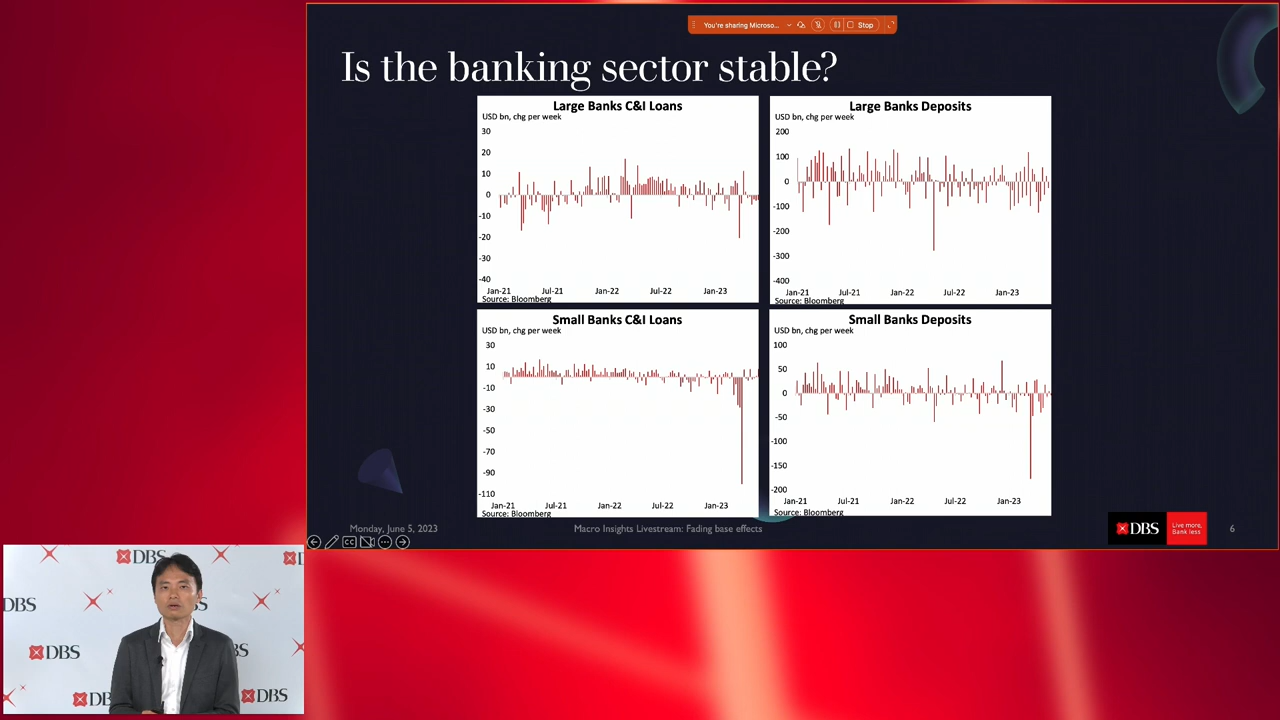 You're sharing Microso...
Stop
Is the banking sector stable?
Large Banks C&I Loans
USD bn, chg per week
30
20
10
0
-10
-20
-30
-40
Jan-21 Jul-21 Jan-22 Jul-22 Jan-23
Source: Bloomberg
Large Banks Deposits
USD bn, chg per week
200
100
0
-100
-200
-300
-400
Jan-21 Jul-21 Jan-22 Jul-22 Jan-23
Source: Bloomberg
Small Banks C&I Loans
USD bn, chg per week
30
10
-10
-30
-50
-70
-90
-110
Jan-21 Jul-21 Jan-22 Jul-22 Jan-23
Source: Bloomberg
Small Banks Deposits
USD bn, chg per week
100
50
0
-50
-100
-150
-200
Jan-21 Jul-21 Jan-22 Jul-22 Jan-23
Source: Bloomberg
Monday, June 5, 2023
Macro Insights Livestream: Fading base effects
DBS
Live more,
Bank less
6
CC
DBS
DBS
DBS
DBS
DBS